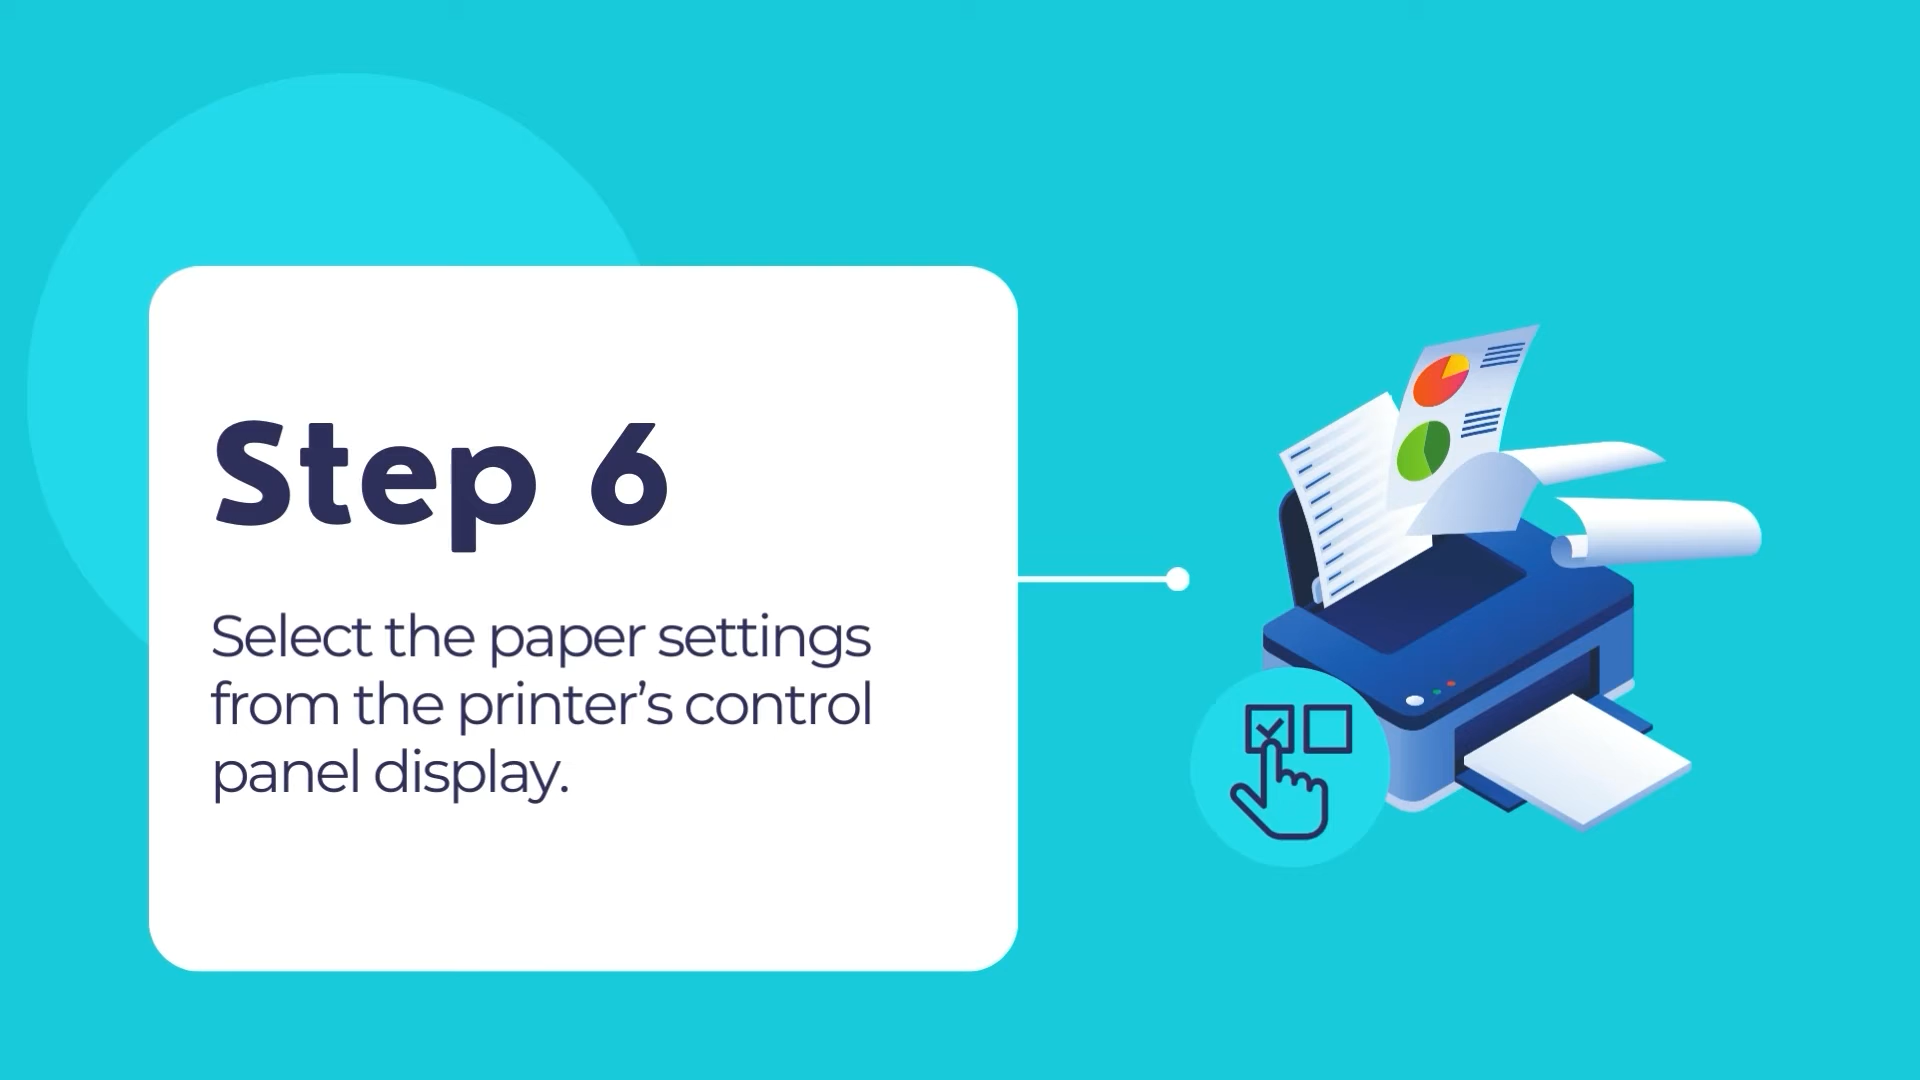 Step 6
Select the paper settings
from the printer’s control
panel display.